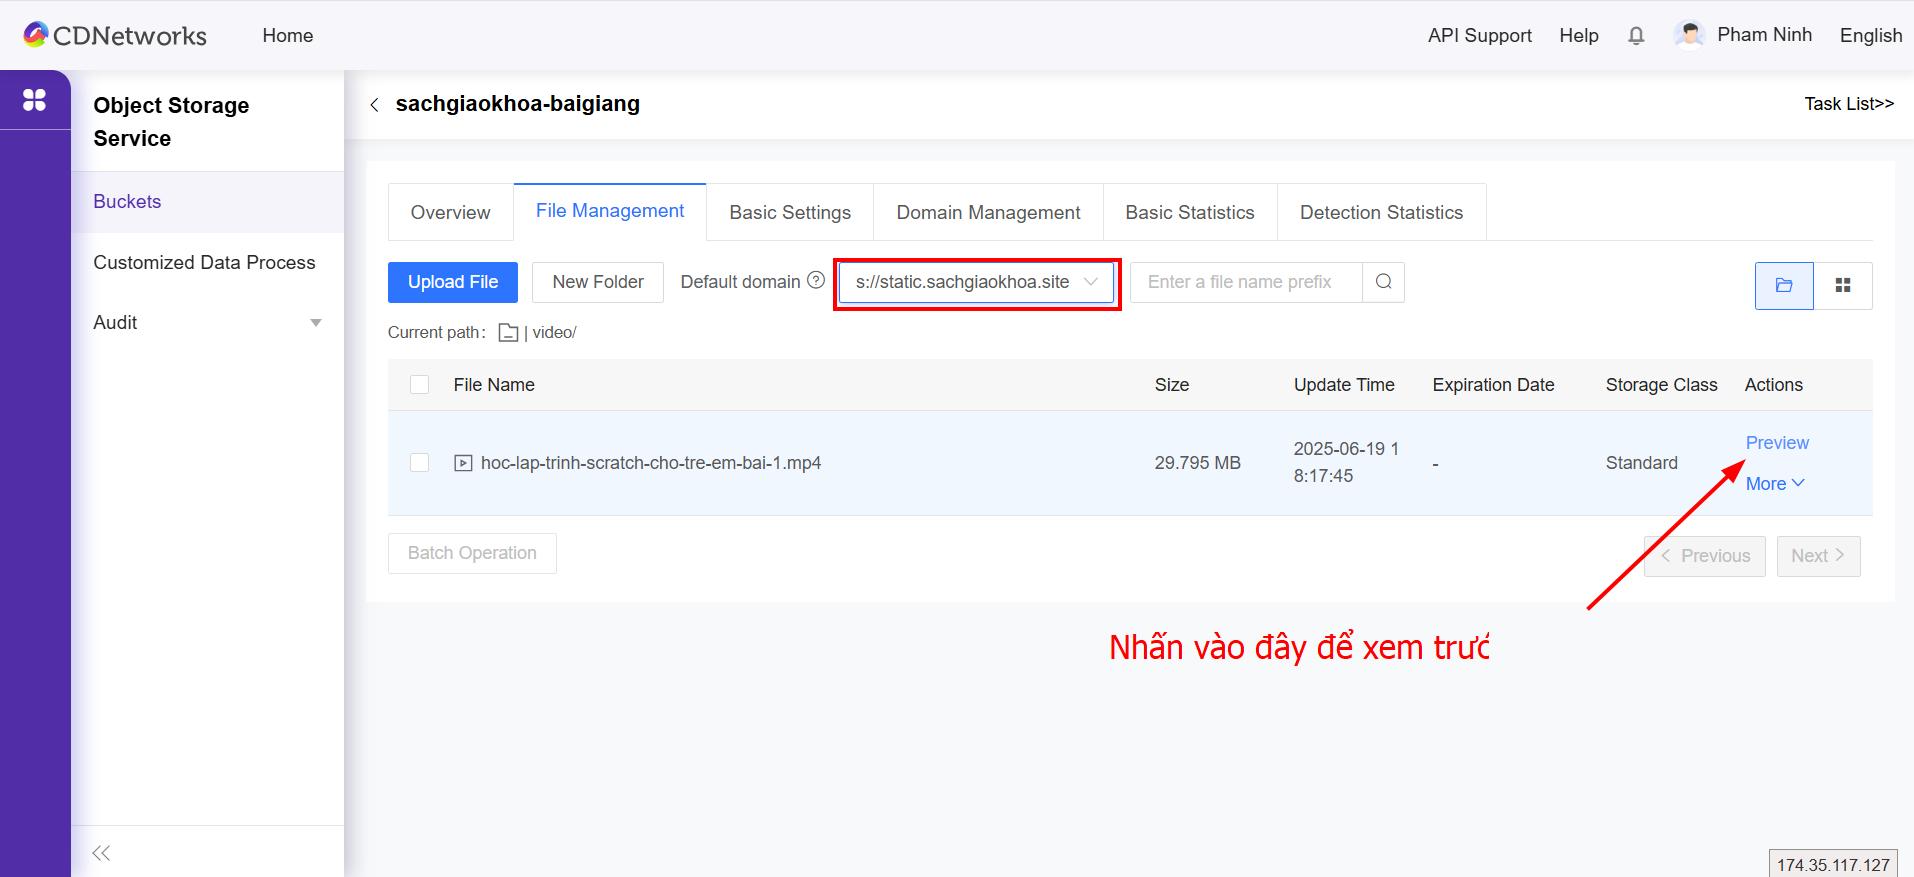 CDNetworks
Home
API Support
Help
Pham Ninh
English
Object Storage
Service
Buckets
Customized Data Process
Audit
sachgiaokhoa-baigiang
Task List>>
Overview
File Management
Basic Settings
Domain Management
Basic Statistics
Detection Statistics
Upload File
New Folder
Default domain ?
s://static.sachgiaokhoa.site
Enter a file name prefix
Current path: | video/
File Name
Size
Update Time
Expiration Date
Storage Class
Actions
hoc-lap-trinh-scratch-cho-tre-em-bai-1.mp4
29.795 MB
2025-06-19 1
8:17:45
-
Standard
Preview
More
Batch Operation
< Previous
Next >
Nhấn vào đây để xem trướ
174.35.117.127